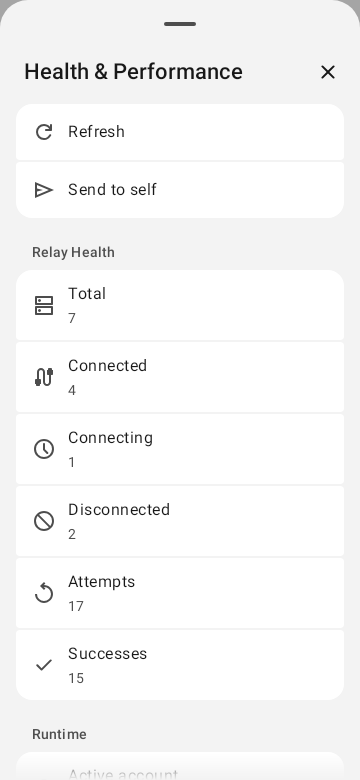 Health & Performance
Refresh
Send to self
Relay Health
Total
7
Connected
4
Connecting
1
Disconnected
2
Attempts
17
Successes
15
Runtime
Active account